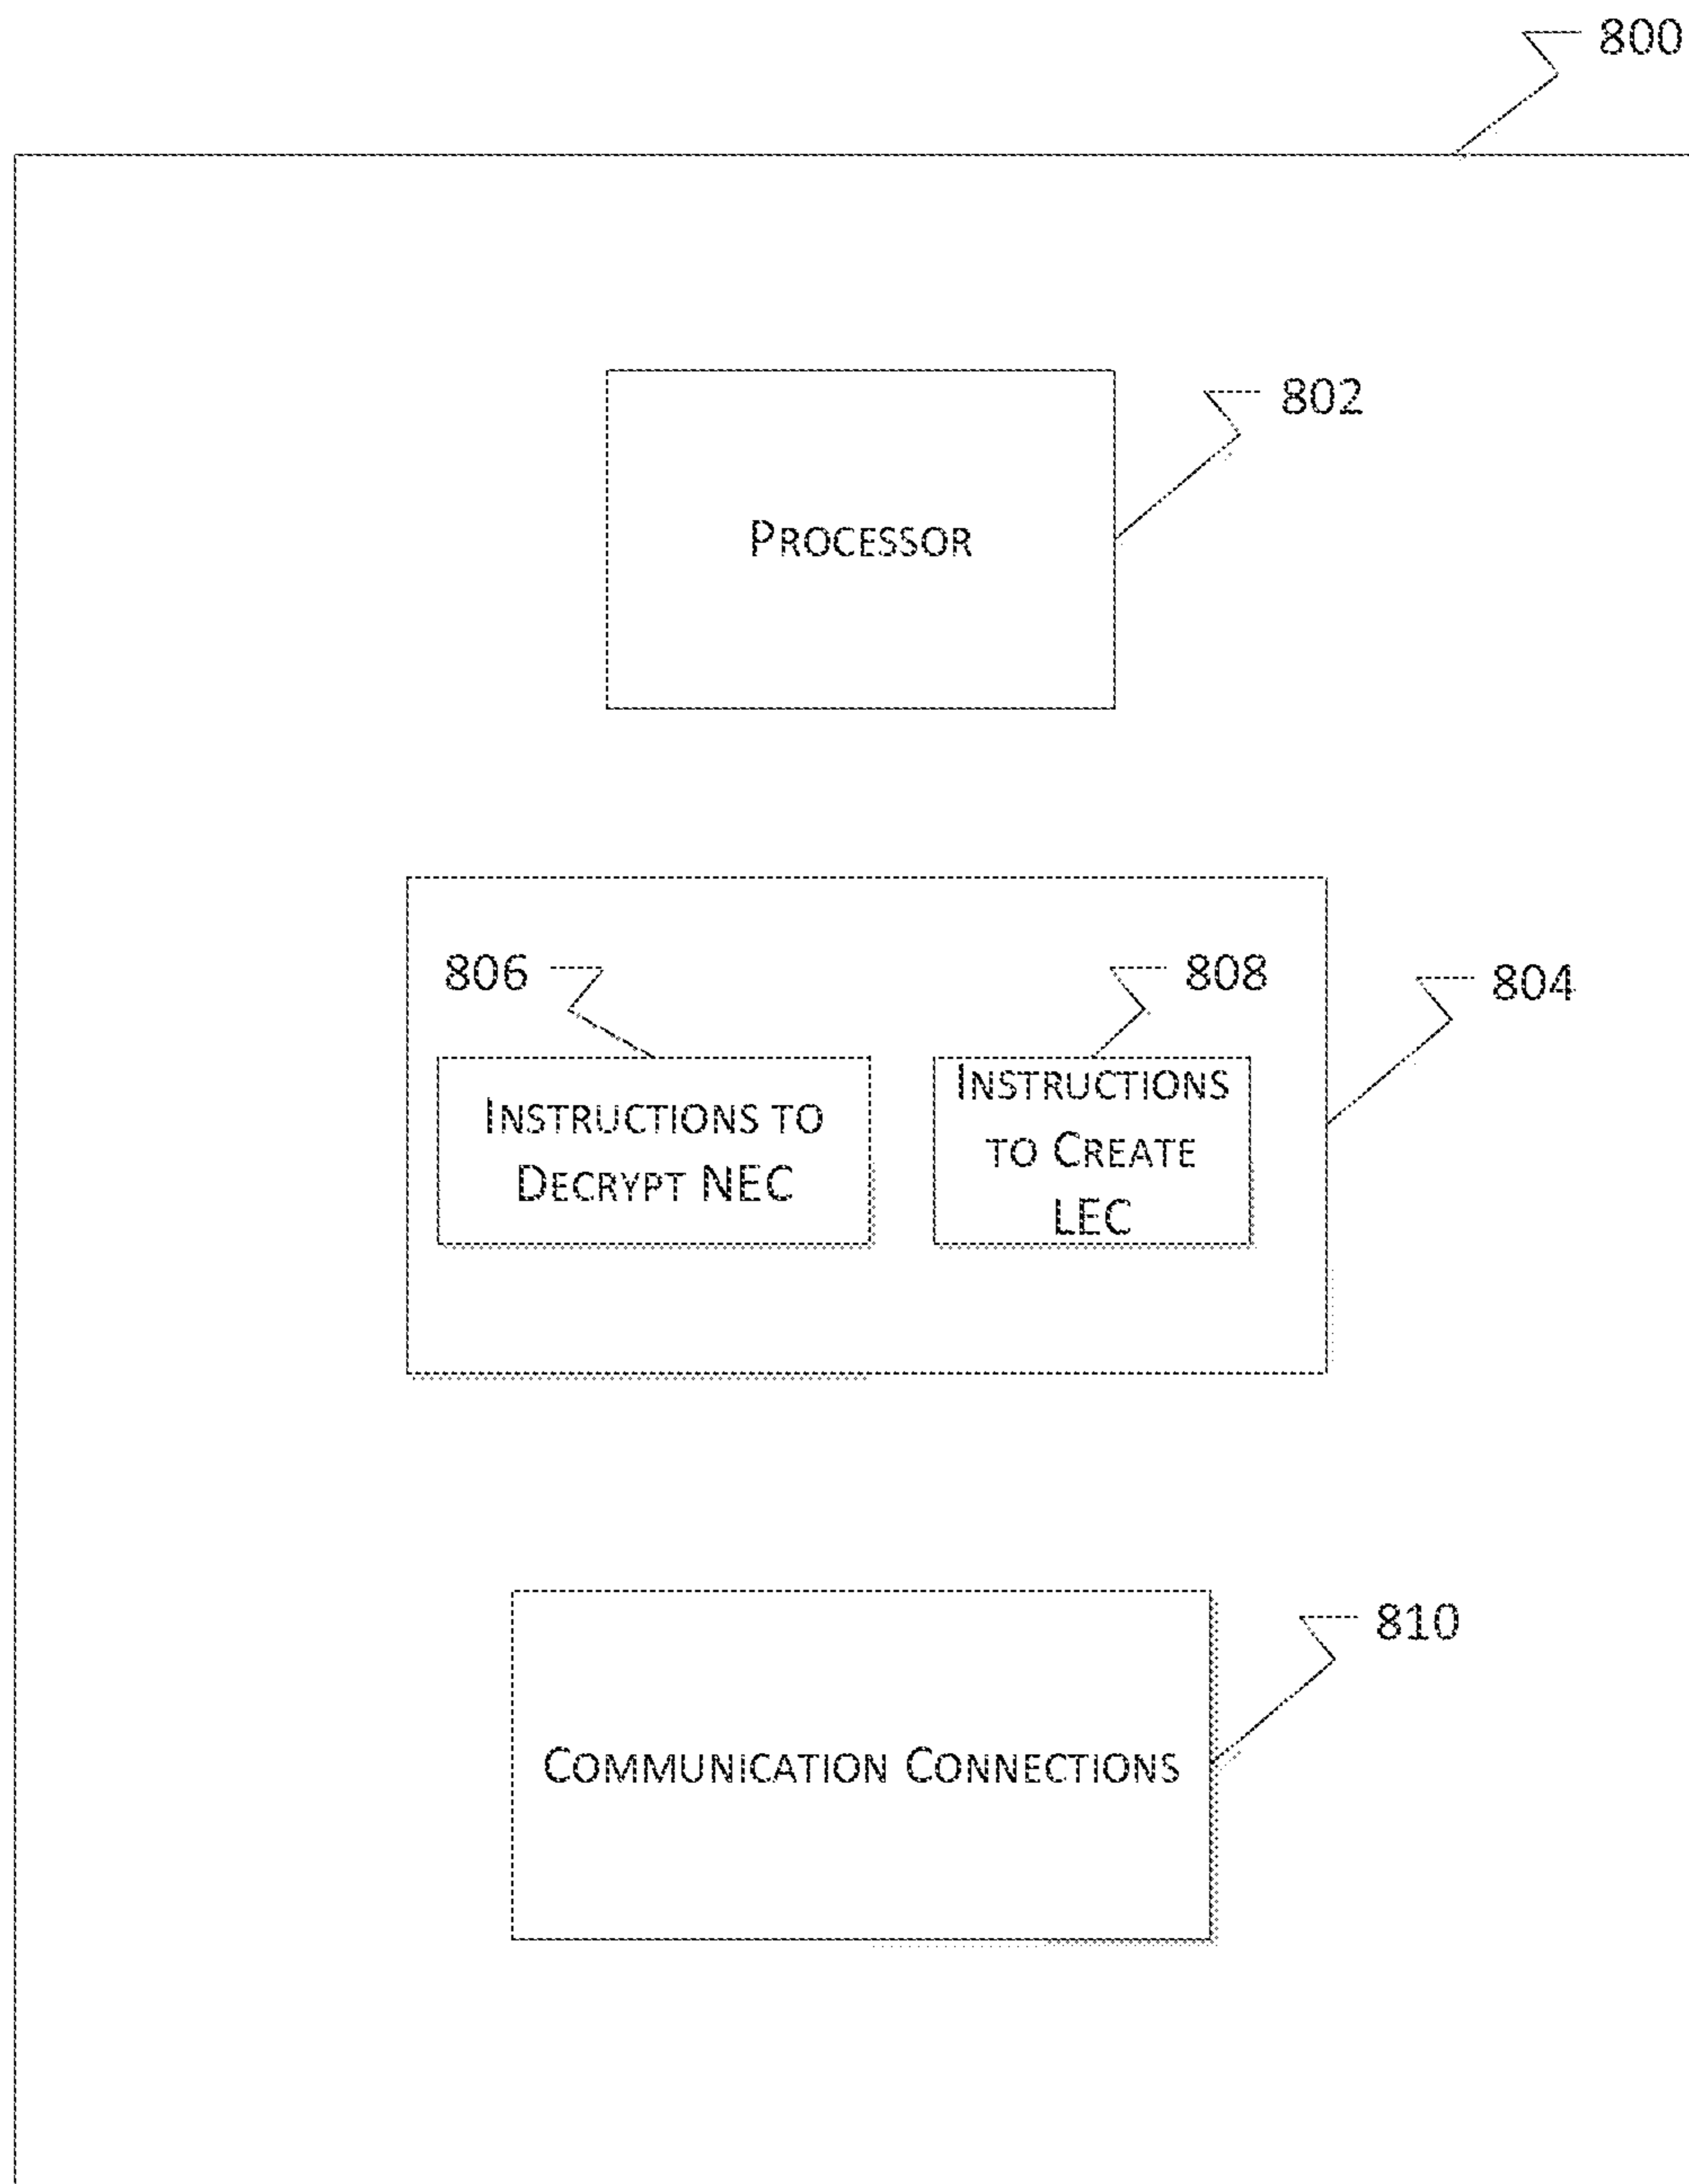 800
802
PROCESSOR
806
808
804
INSTRUCTIONS TO
DECRYPT NEC
INSTRUCTIONS
TO CREATE
LEC
810
COMMUNICATION CONNECTIONS